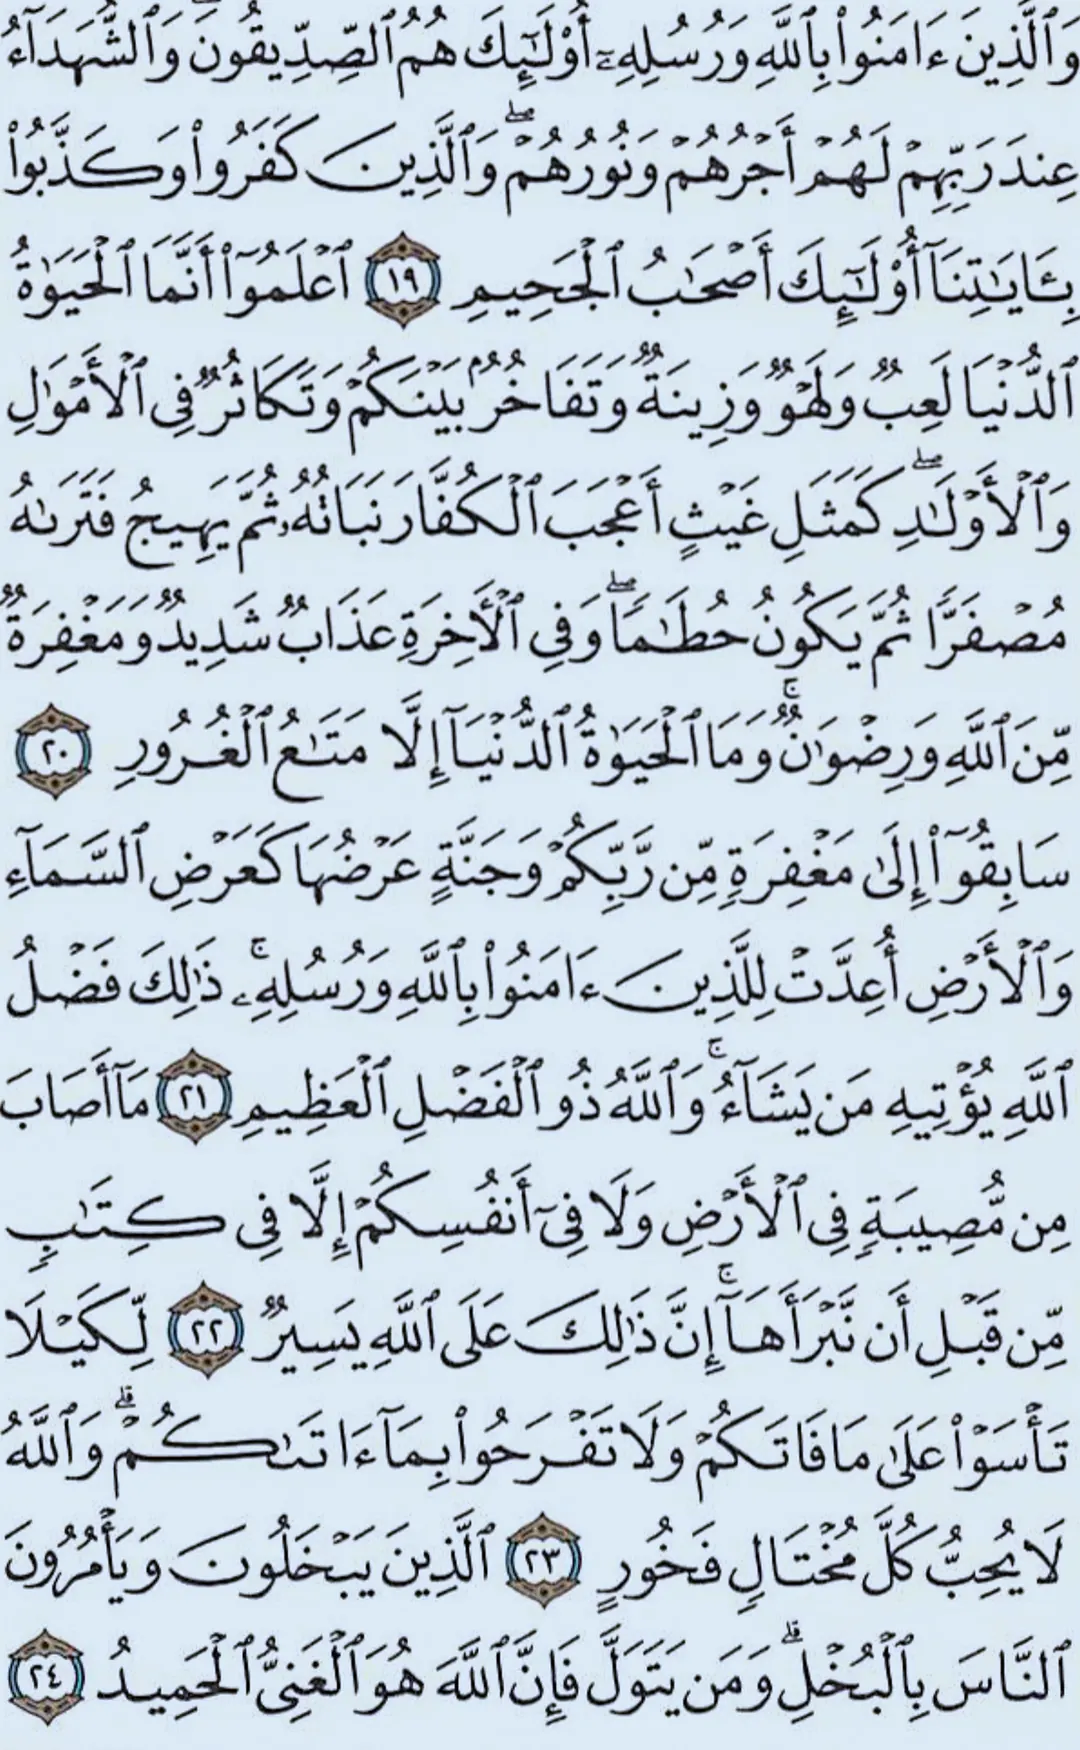 وَٱلَّذِينَ ءَامَنُوا۟ بِٱللَّهِ وَرُسُلِهِۦٓ أُو۟لَـٰٓئِكَ هُمُ ٱلصِّدِّيقُونَ ۖ وَٱلشُّهَدَآءُ
عِندَ رَبِّهِمْ لَهُمْ أَجْرُهُمْ وَنُورُهُمْ ۖ وَٱلَّذِينَ كَفَرُوا۟ وَكَذَّبُوا۟
بِـَٔايَـٰتِنَآ أُو۟لَـٰٓئِكَ أَصْحَـٰبُ ٱلْجَحِيمِ ١٩ ٱعْلَمُوٓا۟ أَنَّمَا ٱلْحَيَوٰةُ
ٱلدُّنْيَا لَعِبٌ وَلَهْوٌ وَزِينَةٌ وَتَفَاخُرٌۢ بَيْنَكُمْ وَتَكَاثُرٌ فِى ٱلْأَمْوَٰلِ
وَٱلْأَوْلَـٰدِ ۖ كَمَثَلِ غَيْثٍ أَعْجَبَ ٱلْكُفَّارَ نَبَاتُهُۥ ثُمَّ يَهِيجُ فَتَرَىٰهُ
مُصْفَرًّا ثُمَّ يَكُونُ حُطَـٰمًا ۖ وَفِى ٱلْـَٔاخِرَةِ عَذَابٌ شَدِيدٌ وَمَغْفِرَةٌ
مِّنَ ٱللَّهِ وَرِضْوَٰنٌ ۚ وَمَا ٱلْحَيَوٰةُ ٱلدُّنْيَآ إِلَّا مَتَـٰعُ ٱلْغُرُورِ ٢٠
سَابِقُوٓا۟ إِلَىٰ مَغْفِرَةٍ مِّن رَّبِّكُمْ وَجَنَّةٍ عَرْضُهَا كَعَرْضِ ٱلسَّمَآءِ
وَٱلْأَرْضِ أُعِدَّتْ لِلَّذِينَ ءَامَنُوا۟ بِٱللَّهِ وَرُسُلِهِۦ ۚ ذَٰلِكَ فَضْلُ
ٱللَّهِ يُؤْتِيهِ مَن يَشَآءُ ۚ وَٱللَّهُ ذُو ٱلْفَضْلِ ٱلْعَظِيمِ ٢١ مَآ أَصَابَ
مِن مُّصِيبَةٍ فِى ٱلْأَرْضِ وَلَا فِىٓ أَنفُسِكُمْ إِلَّا فِى كِتَـٰبٍ
مِّن قَبْلِ أَن نَّبْرَأَهَآ ۚ إِنَّ ذَٰلِكَ عَلَى ٱللَّهِ يَسِيرٌ ٢٢ لِّكَيْلَا
تَأْسَوْا۟ عَلَىٰ مَا فَاتَكُمْ وَلَا تَفْرَحُوا۟ بِمَآ ءَاتَىٰكُمْ ۗ وَٱللَّهُ
لَا يُحِبُّ كُلَّ مُخْتَالٍ فَخُورٍ ٢٣ ٱلَّذِينَ يَبْخَلُونَ وَيَأْمُرُونَ
ٱلنَّاسَ بِٱلْبُخْلِ ۗ وَمَن يَتَوَلَّ فَإِنَّ ٱللَّهَ هُوَ ٱلْغَنِىُّ ٱلْحَمِيدُ ٢٤